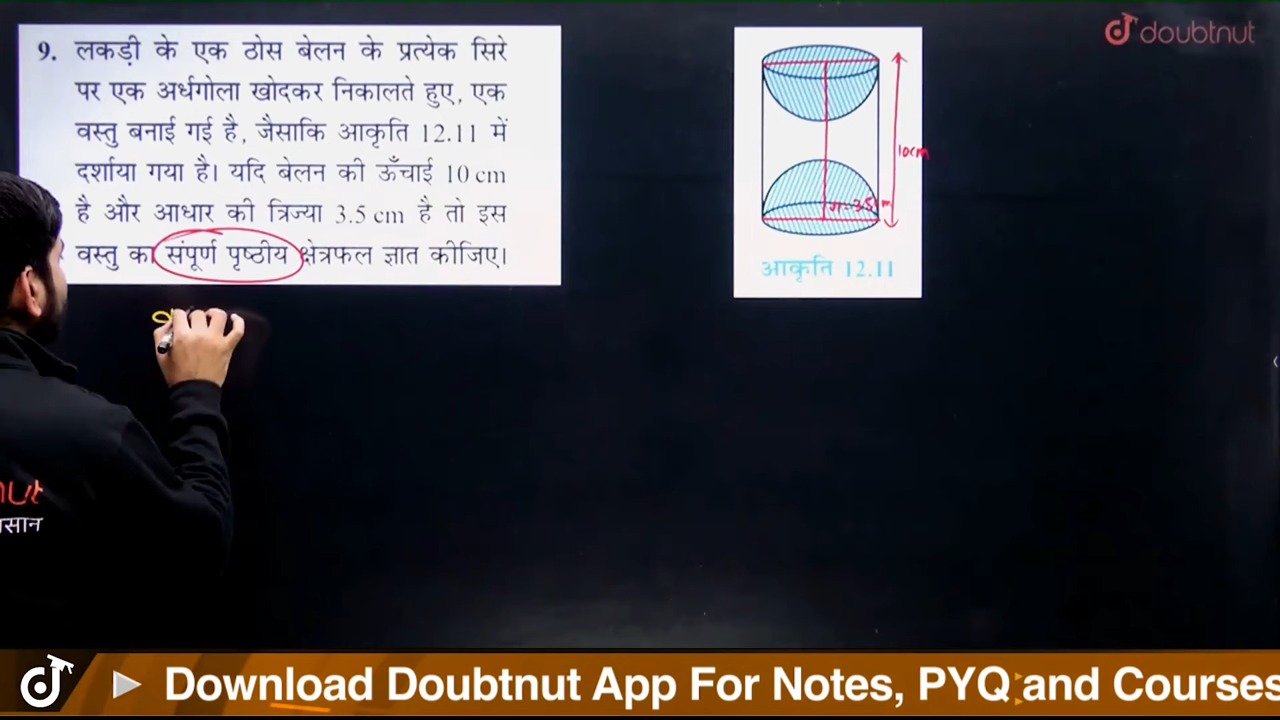 9. लकड़ी के एक ठोस बेलन के प्रत्येक सिरे
पर एक अर्धगोला खोदकर निकालते हुए, एक
वस्तु बनाई गई है, जैसाकि आकृति 12.11 में
दर्शाया गया है। यदि बेलन की ऊँचाई 10 cm
है और आधार की त्रिज्या 3.5 cm है तो इस
वस्तु का संपूर्ण पृष्ठीय क्षेत्रफल ज्ञात कीजिए।
10cm
आकृति 12.11
doubtnut
Download Doubtnut App For Notes, PYQ and Courses